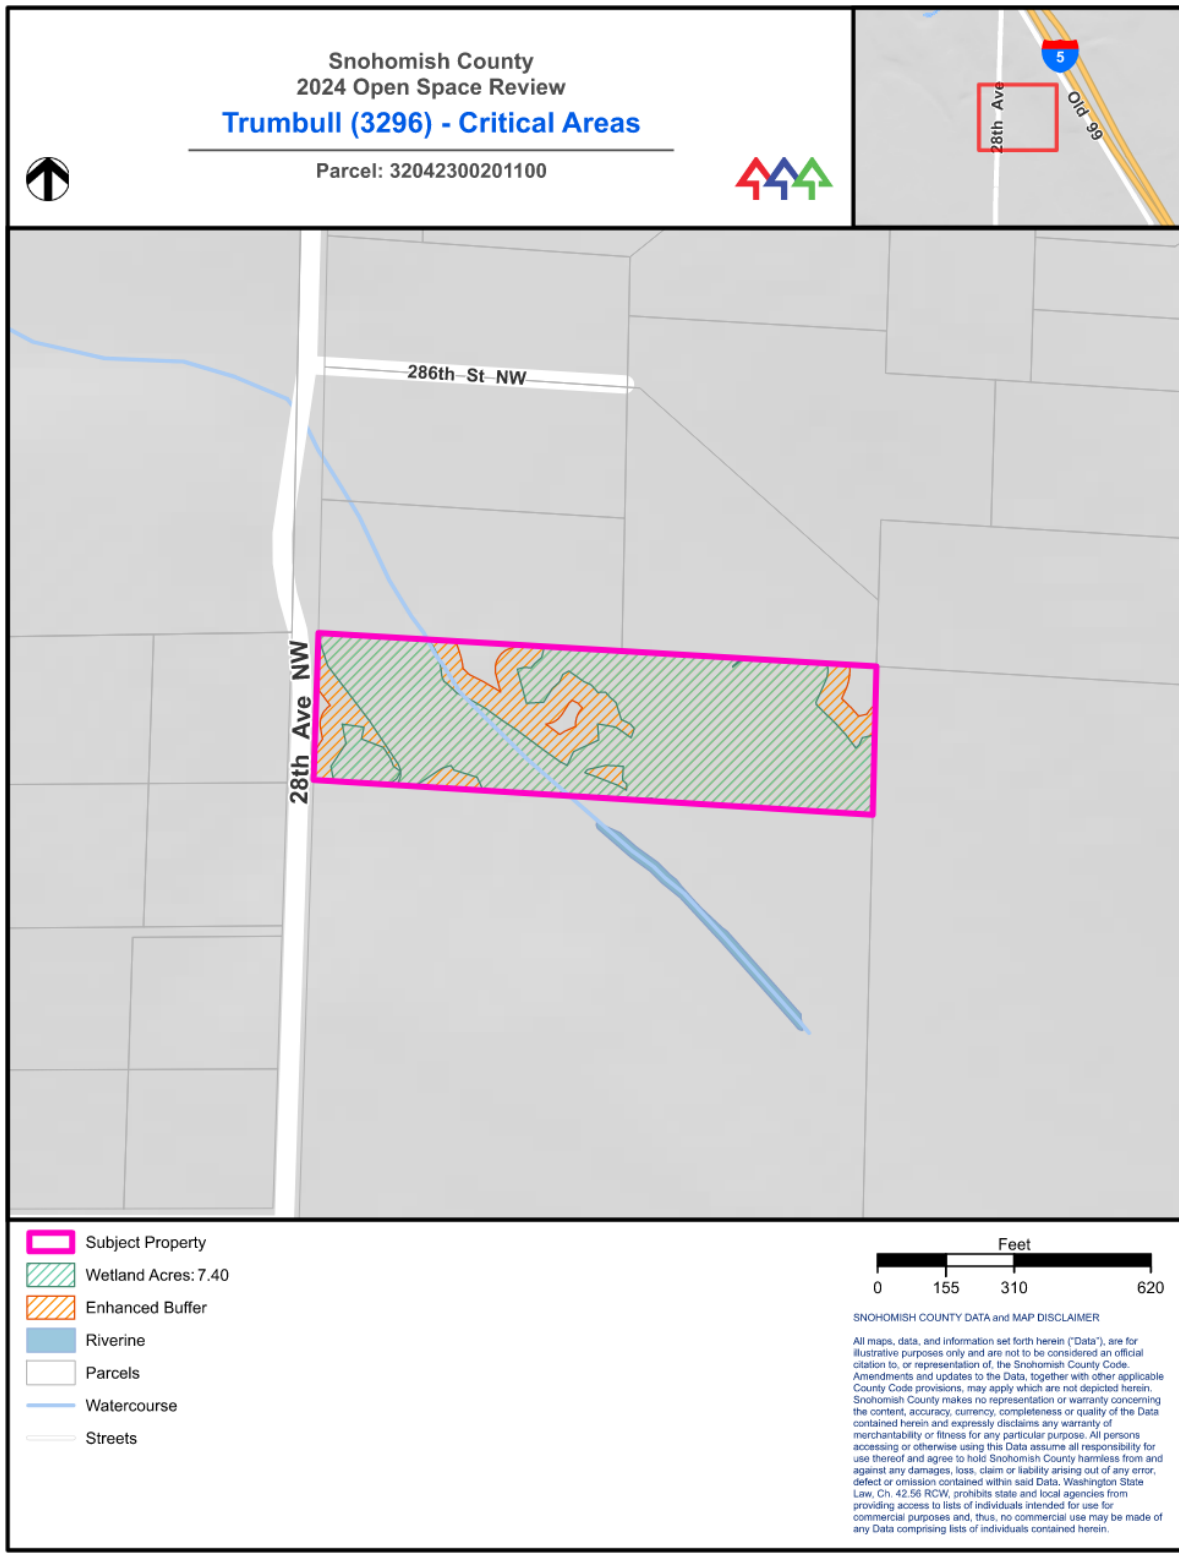 Snohomish County
2024 Open Space Review
Trumbull (3296) - Critical Areas
Parcel: 32042300201100
5
28th Ave
Old 99
286th St NW
28th Ave NW
Subject Property
Wetland Acres: 7.40
Enhanced Buffer
Riverine
Parcels
Watercourse
Streets
Feet
0 155 310 620
SNOHOMISH COUNTY DATA and MAP DISCLAIMER
All maps, data, and information set forth herein ("Data"), are for
illustrative purposes only and are not to be considered an official
citation to, or representation of, the Snohomish County Code.
Amendments and updates to the Data, together with other applicable
County Code provisions, may apply which are not depicted herein.
Snohomish County makes no representation or warranty concerning
the content, accuracy, currency, completeness or quality of the Data
contained herein and expressly disclaims any warranty of
merchantability or fitness for any particular purpose. All persons
accessing or otherwise using this Data assume all responsibility for
use thereof and agree to hold Snohomish County harmless from and
against any damages, loss, claim or liability arising out of any error,
defect or omission contained within said Data. Washington State
Law, Ch. 42.56 RCW, prohibits state and local agencies from
providing access to lists of individuals intended for use for
commercial purposes and, thus, no commercial use may be made of
any Data comprising lists of individuals contained herein.